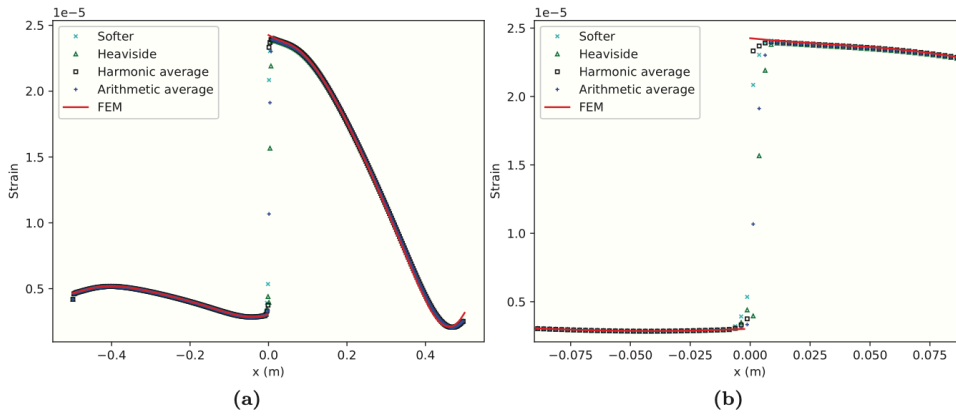 1e−5
2.5
2.0
1.5
1.0
0.5
Strain
Softer
Heaviside
Harmonic average
Arithmetic average
FEM
−0.4
−0.2
0.0
0.2
0.4
x (m)
(a)
1e−5
2.5
2.0
1.5
1.0
0.5
Strain
Softer
Heaviside
Harmonic average
Arithmetic average
FEM
−0.075
−0.050
−0.025
0.000
0.025
0.050
0.075
x (m)
(b)